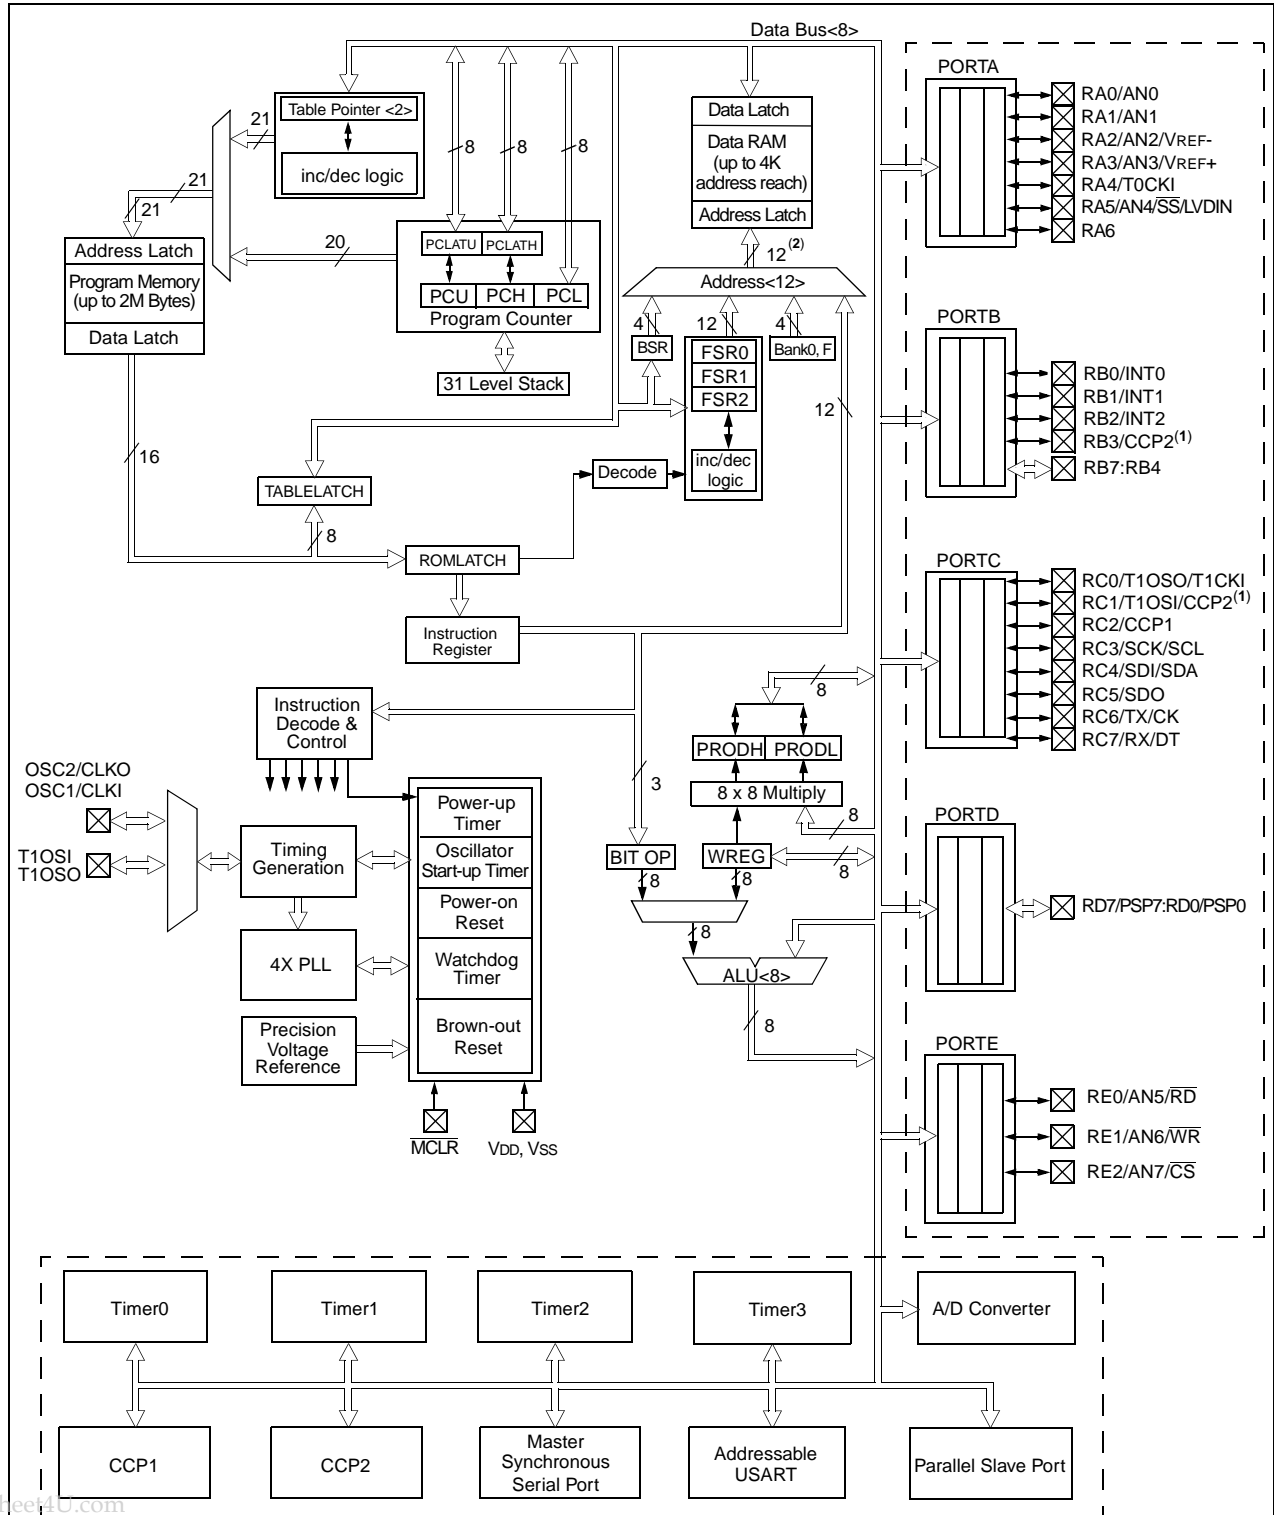 Data Bus<8>
PORTA
RA0/AN0
RA1/AN1
RA2/AN2/VREF-
RA3/AN3/VREF+
RA4/T0CKI
RA5/AN4/SS/LVDIN
RA6
Table Pointer <2>
inc/dec logic
21
21
21
20
8
8
8
Data Latch
Data RAM
(up to 4K
address reach)
Address Latch
12(2)
Address<12>
4
12
4
BSR
Bank0, F
FSR0
FSR1
FSR2
inc/dec
logic
12
PCLATU
PCLATH
PCU
PCH
PCL
Program Counter
31 Level Stack
Address Latch
Program Memory
(up to 2M Bytes)
Data Latch
16
TABLELATCH
8
Decode
ROMLATCH
Instruction
Register
PORTB
RB0/INT0
RB1/INT1
RB2/INT2
RB3/CCP2(1)
RB7:RB4
PORTC
RC0/T1OSO/T1CKI
RC1/T1OSI/CCP2(1)
RC2/CCP1
RC3/SCK/SCL
RC4/SDI/SDA
RC5/SDO
RC6/TX/CK
RC7/RX/DT
Instruction
Decode &
Control
OSC2/CLKO
OSC1/CLKI
T1OSI
T1OSO
Timing
Generation
4X PLL
Precision
Voltage
Reference
Power-up
Timer
Oscillator
Start-up Timer
Power-on
Reset
Watchdog
Timer
Brown-out
Reset
MCLR
VDD, VSS
8
PRODH
PRODL
8 x 8 Multiply
3
8
BIT OP
WREG
8
8
8
8
ALU<8>
8
PORTD
RD7/PSP7:RD0/PSP0
PORTE
RE0/AN5/RD
RE1/AN6/WR
RE2/AN7/CS
Timer0
Timer1
Timer2
Timer3
A/D Converter
CCP1
CCP2
Master
Synchronous
Serial Port
Addressable
USART
Parallel Slave Port
heet4U.com